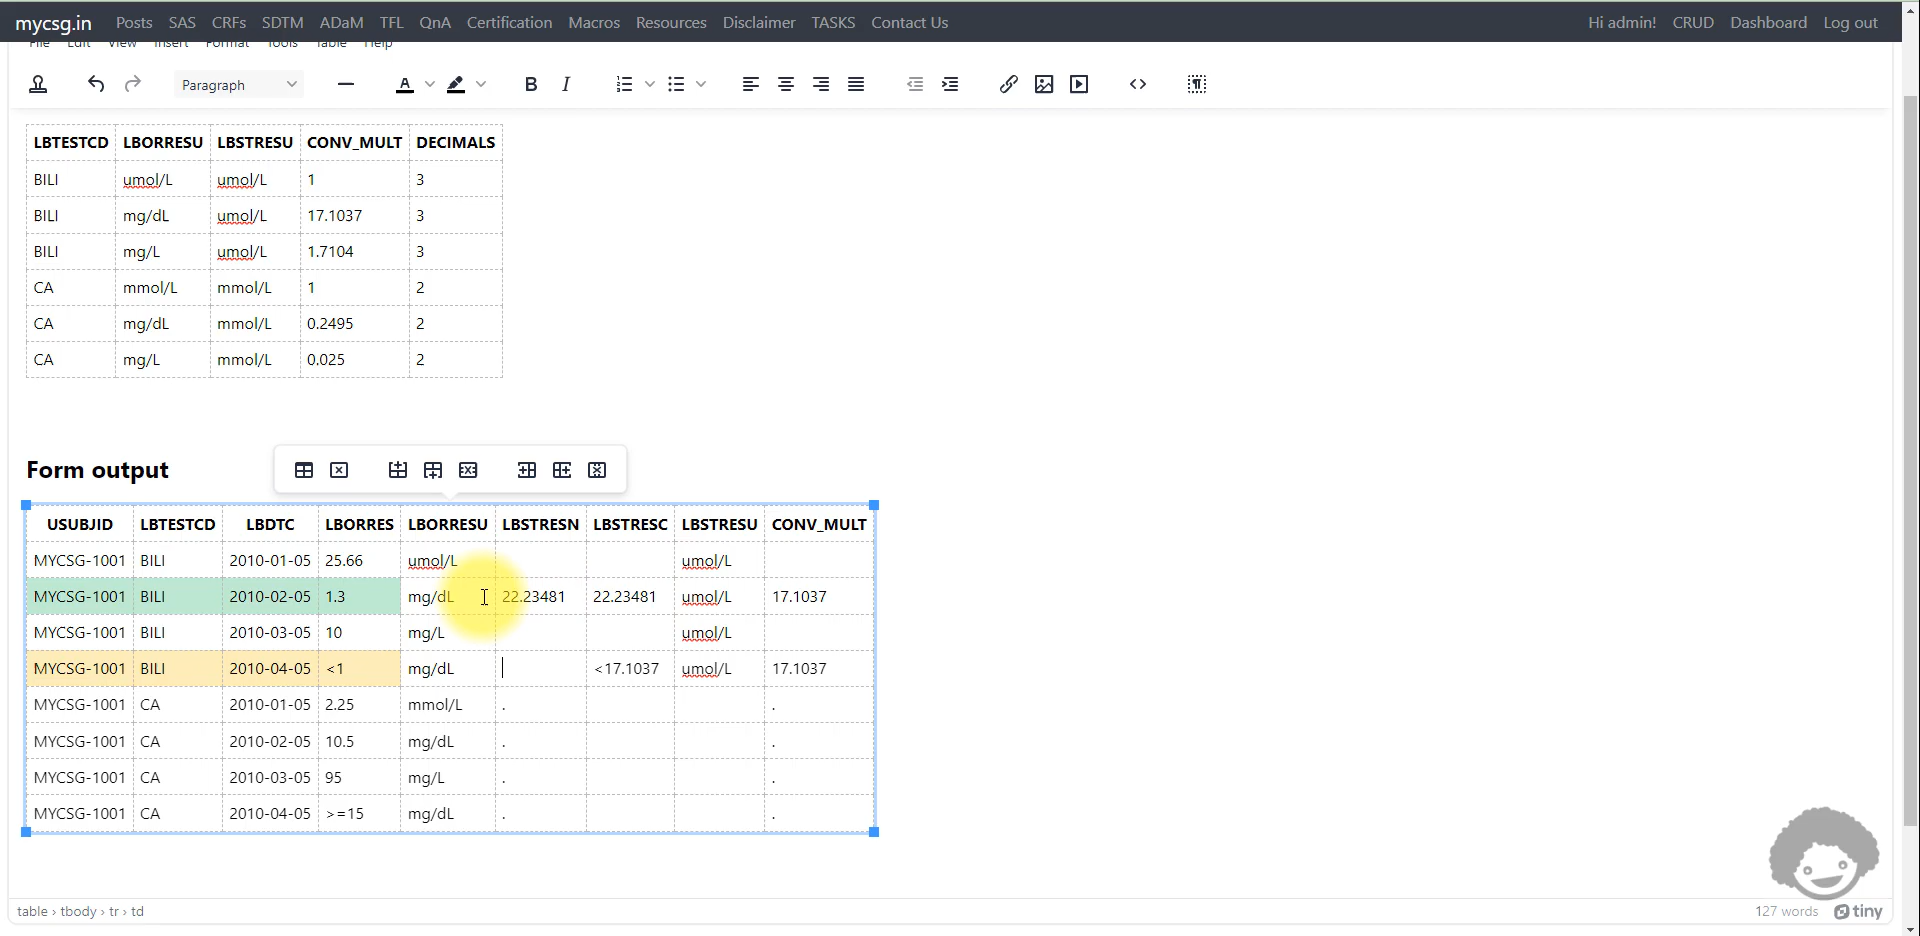 mycsg.in Posts SAS CRFs SDTM ADaM TFL QnA Certification Macros Resources Disclaimer TASKS Contact Us Hi admin! CRUD Dashboard Log out
File Edit View Insert Format Tools Table Help
Paragraph
LBTESTCD LBORRESU LBSTRESU CONV_MULT DECIMALS
BILI umol/L umol/L 1 3
BILI mg/dL umol/L 17.1037 3
BILI mg/L umol/L 1.7104 3
CA mmol/L mmol/L 1 2
CA mg/dL mmol/L 0.2495 2
CA mg/L mmol/L 0.025 2
Form output
USUBJID LBTESTCD LBDTC LBORRES LBORRESU LBSTRESN LBSTRESC LBSTRESU CONV_MULT
MYCSG-1001 BILI 2010-01-05 25.66 umol/L umol/L
MYCSG-1001 BILI 2010-02-05 1.3 mg/dL 22.23481 22.23481 umol/L 17.1037
MYCSG-1001 BILI 2010-03-05 10 mg/L umol/L
MYCSG-1001 BILI 2010-04-05 <1 mg/dL <17.1037 umol/L 17.1037
MYCSG-1001 CA 2010-01-05 2.25 mmol/L . .
MYCSG-1001 CA 2010-02-05 10.5 mg/dL . .
MYCSG-1001 CA 2010-03-05 95 mg/L . .
MYCSG-1001 CA 2010-04-05 >=15 mg/dL . .
table › tbody › tr › td 127 words tiny